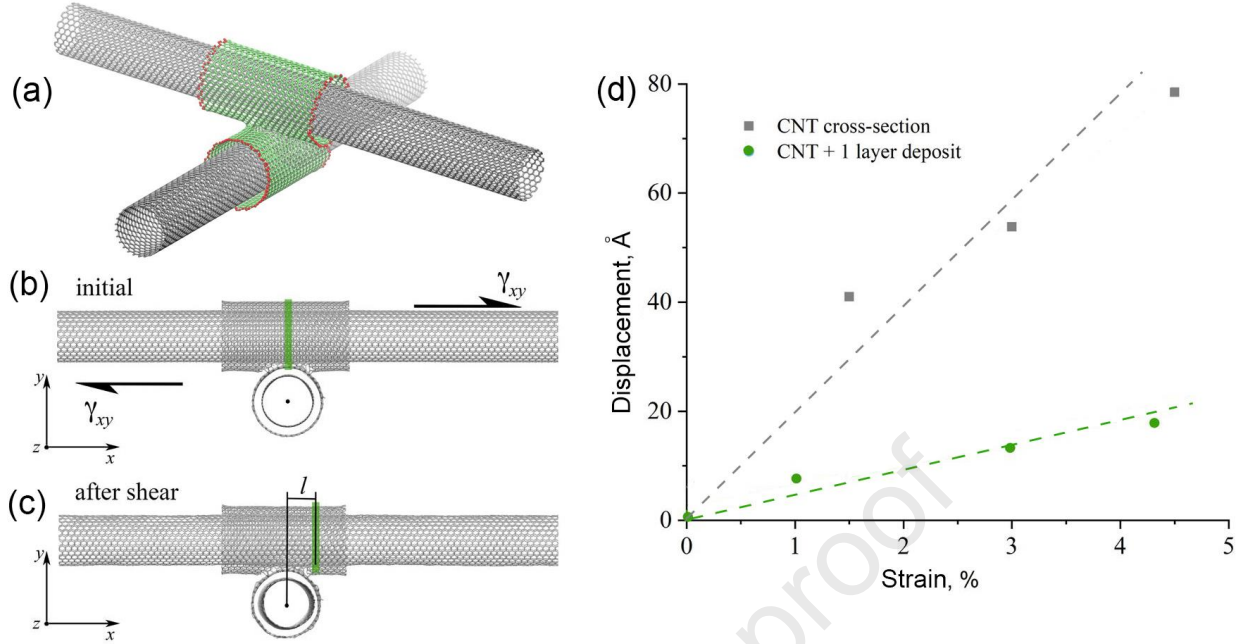 (a)
(b)
initial
γxy
γxy
y
z
x
(c)
after shear
l
y
z
x
(d)
80
60
40
20
0
Displacement, Å
CNT cross-section
CNT + 1 layer deposit
0 1 2 3 4 5
Strain, %
proof